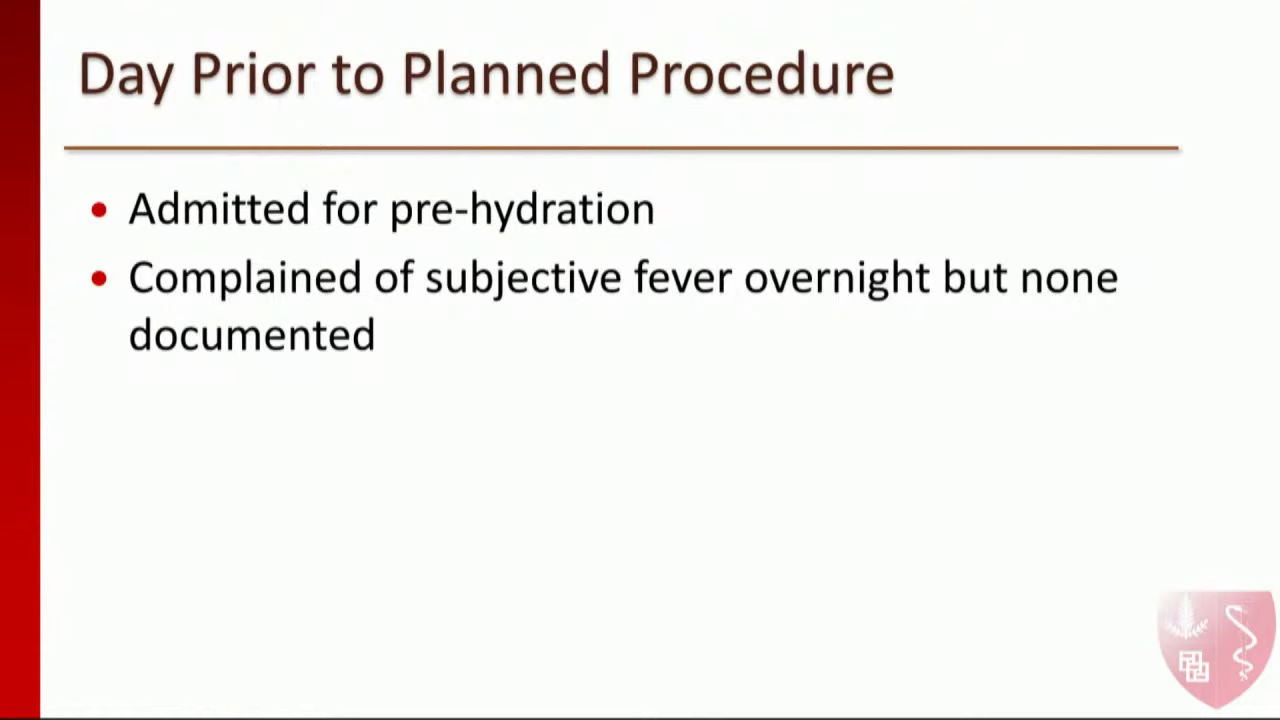 Day Prior to Planned Procedure
• Admitted for pre-hydration
• Complained of subjective fever overnight but none
documented